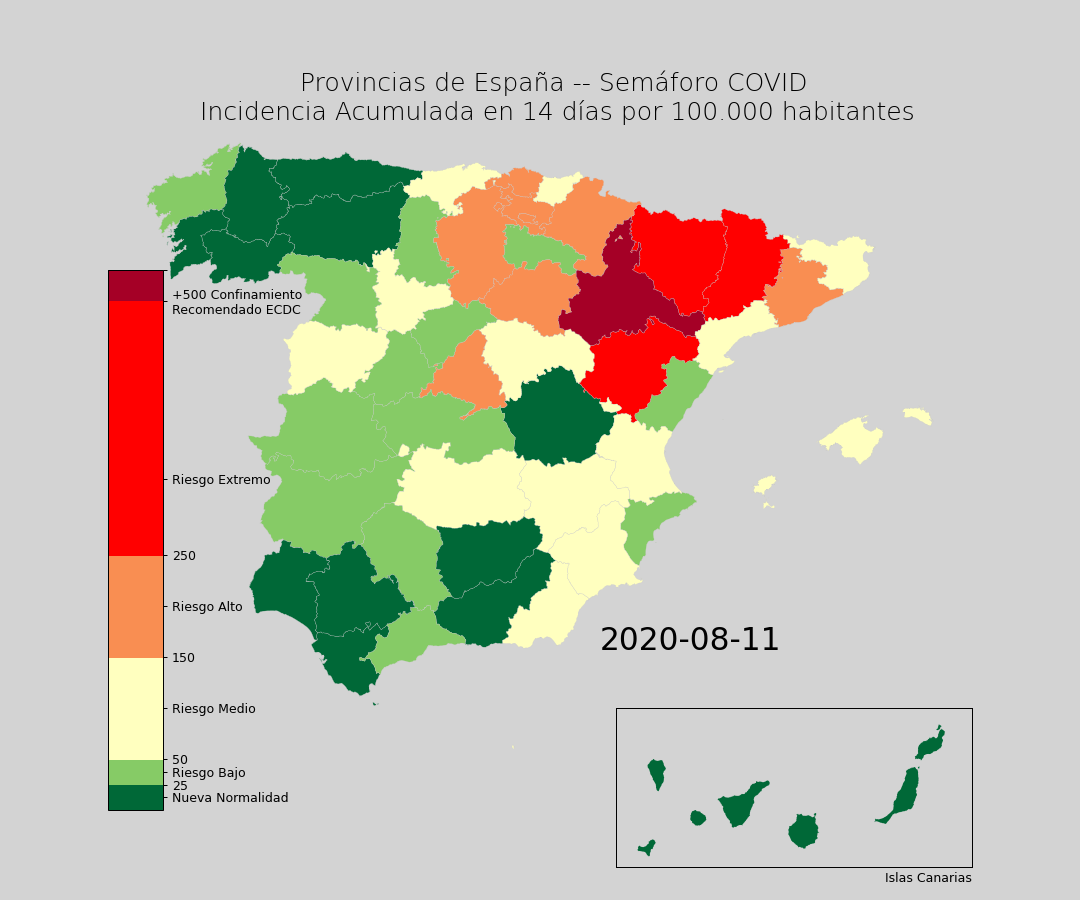 Provincias de España -- Semáforo COVID
Incidencia Acumulada en 14 días por 100.000 habitantes
+500 Confinamiento
Recomendado ECDC
Riesgo Extremo
250
Riesgo Alto
150
Riesgo Medio
50
Riesgo Bajo
25
Nueva Normalidad
2020-08-11
Islas Canarias